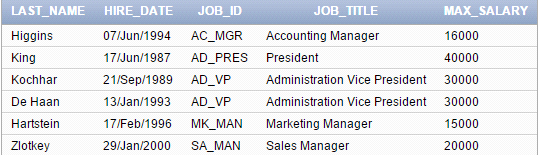 LAST_NAME HIRE_DATE JOB_ID JOB_TITLE MAX_SALARY
Higgins 07/Jun/1994 AC_MGR Accounting Manager 16000
King 17/Jun/1987 AD_PRES President 40000
Kochhar 21/Sep/1989 AD_VP Administration Vice President 30000
De Haan 13/Jan/1993 AD_VP Administration Vice President 30000
Hartstein 17/Feb/1996 MK_MAN Marketing Manager 15000
Zlotkey 29/Jan/2000 SA_MAN Sales Manager 20000